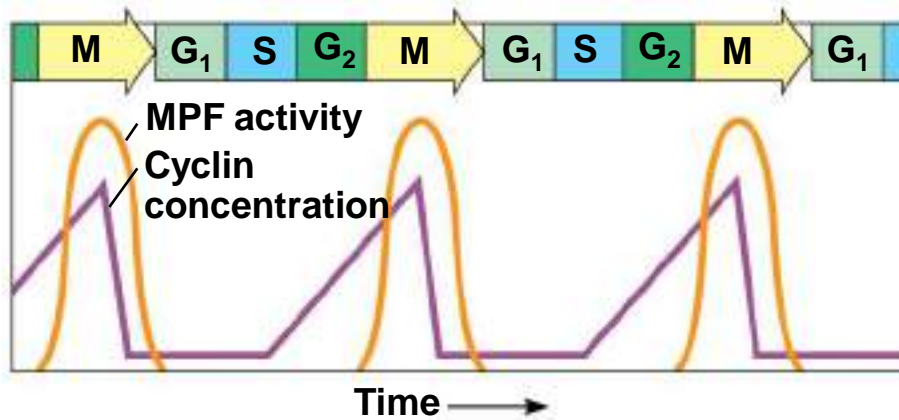 M G₁ S G₂ M G₁ S G₂ M G₁
MPF activity
Cyclin
concentration
Time